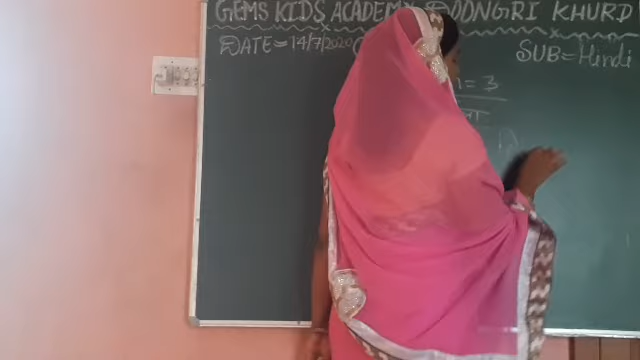 GEMS KIDS ACADEMY DOONGRI KHURD
DATE=14/7/2020
SUB=Hindi
= 3